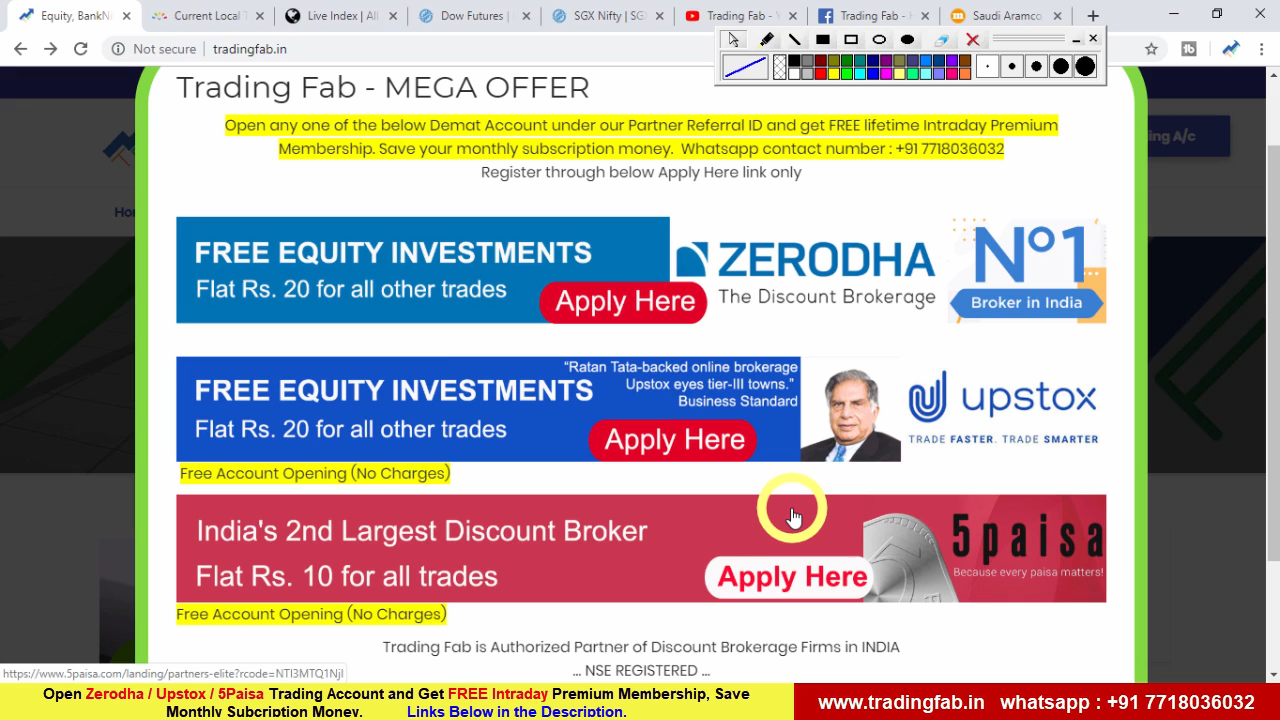 Equity, BankN
Current Local T
Live Index | All
Dow Futures |
SGX Nifty | SG
Trading Fab - Y
Trading Fab - H
Saudi Aramco
Not secure
tradingfab.in
Trading Fab - MEGA OFFER
Open any one of the below Demat Account under our Partner Referral ID and get FREE lifetime Intraday Premium
Membership. Save your monthly subscription money. Whatsapp contact number : +91 7718036032
Register through below Apply Here link only
ing A/c
Hor
FREE EQUITY INVESTMENTS
Flat Rs. 20 for all other trades
Apply Here
ZERODHA
The Discount Brokerage
Nº1
Broker in India
"Ratan Tata-backed online brokerage
Upstox eyes tier-III towns."
Business Standard
FREE EQUITY INVESTMENTS
Flat Rs. 20 for all other trades
Apply Here
upstox
TRADE FASTER. TRADE SMARTER
Free Account Opening (No Charges)
India's 2nd Largest Discount Broker
Flat Rs. 10 for all trades
Apply Here
5paisa
Because every paisa matters!
Free Account Opening (No Charges)
Trading Fab is Authorized Partner of Discount Brokerage Firms in INDIA
... NSE REGISTERED ...
https://www.5paisa.com/landing/partners-elite?rcode=NTI3MTQ1NjI
Open Zerodha / Upstox / 5Paisa Trading Account and Get FREE Intraday Premium Membership, Save
Monthly Subcription Money. Links Below in the Description.
www.tradingfab.in whatsapp : +91 7718036032